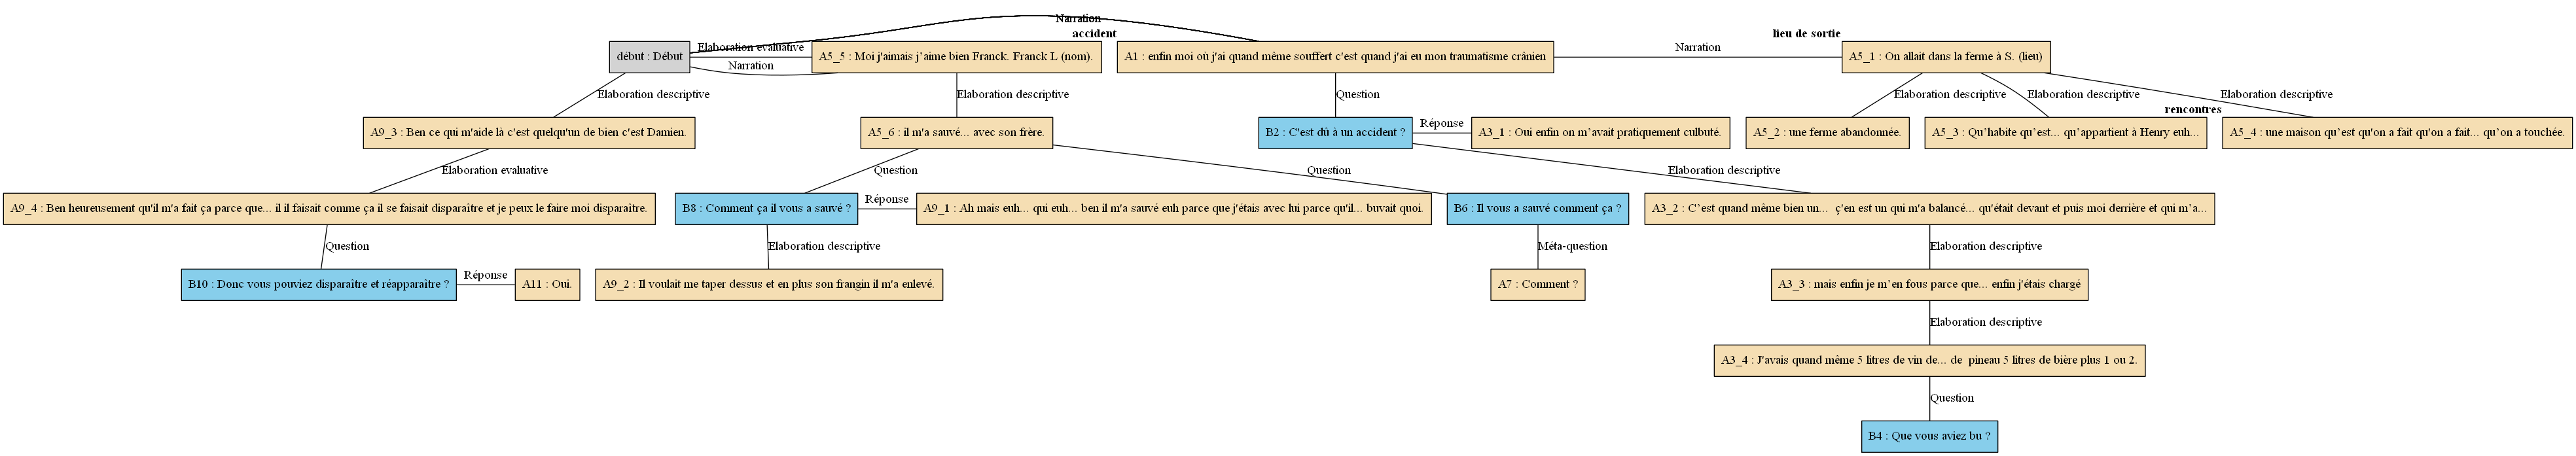 Narration
accident
lieu de sortie
début : Début
Elaboration evaluative
Narration
A5_5 : Moi j'aimais j’aime bien Franck. Franck L (nom).
A1 : enfin moi où j'ai quand même souffert c'est quand j'ai eu mon traumatisme crânien
Narration
A5_1 : On allait dans la ferme à S. (lieu)
Elaboration descriptive
Elaboration descriptive
Question
Elaboration descriptive
Elaboration descriptive
Elaboration descriptive
rencontres
A9_3 : Ben ce qui m'aide là c'est quelqu'un de bien c'est Damien.
A5_6 : il m'a sauvé... avec son frère.
B2 : C'est dû à un accident ?
Réponse
A3_1 : Oui enfin on m’avait pratiquement culbuté.
A5_2 : une ferme abandonnée.
A5_3 : Qu’habite qu’est... qu’appartient à Henry euh...
A5_4 : une maison qu’est qu'on a fait qu'on a fait... qu’on a touchée.
Elaboration evaluative
Question
Question
Elaboration descriptive
A9_4 : Ben heureusement qu'il m'a fait ça parce que... il il faisait comme ça il se faisait disparaître et je peux le faire moi disparaître.
B8 : Comment ça il vous a sauvé ?
Réponse
A9_1 : Ah mais euh... qui euh... ben il m'a sauvé euh parce que j'étais avec lui parce qu'il... buvait quoi.
B6 : Il vous a sauvé comment ça ?
A3_2 : C’est quand même bien un...  ç'en est un qui m'a balancé... qu'était devant et puis moi derrière et qui m’a...
Question
Elaboration descriptive
Méta-question
Elaboration descriptive
B10 : Donc vous pouviez disparaître et réapparaître ?
Réponse
A11 : Oui.
A9_2 : Il voulait me taper dessus et en plus son frangin il m'a enlevé.
A7 : Comment ?
A3_3 : mais enfin je m’en fous parce que... enfin j'étais chargé
Elaboration descriptive
A3_4 : J'avais quand même 5 litres de vin de... de  pineau 5 litres de bière plus 1 ou 2.
Question
B4 : Que vous aviez bu ?